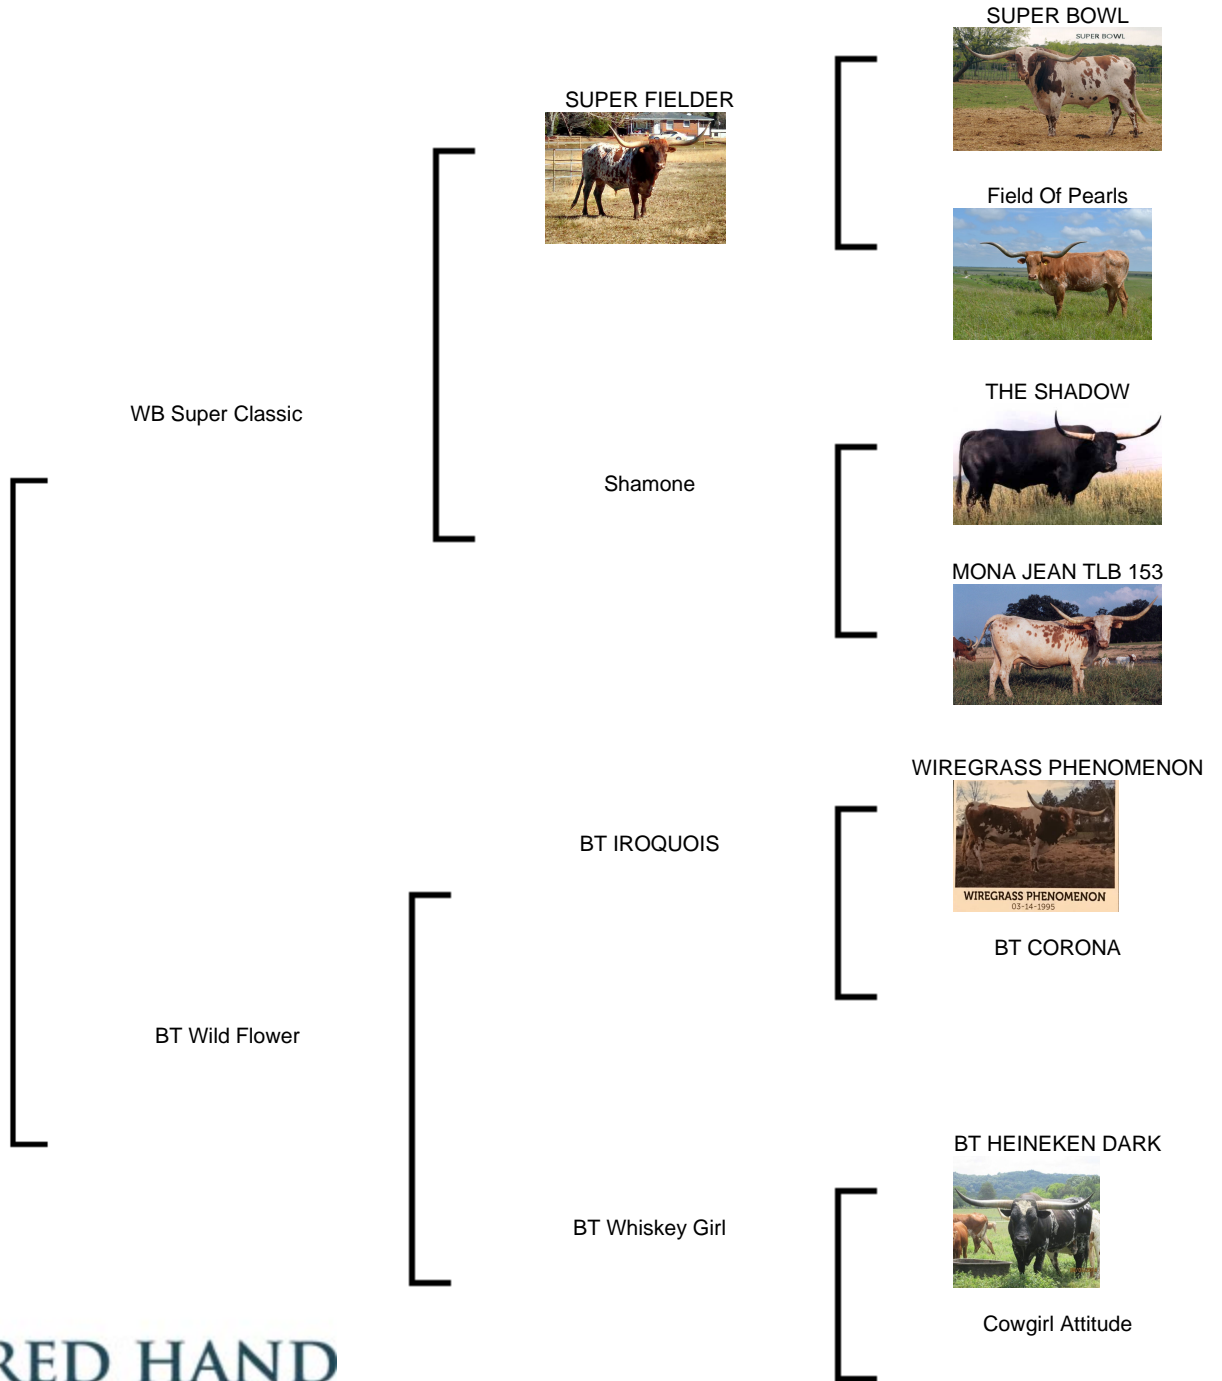 SUPER BOWL
SUPER BOWL
SUPER FIELDER
Field Of Pearls
THE SHADOW
WB Super Classic
Shamone
MONA JEAN TLB 153
WIREGRASS PHENOMENON
BT IROQUOIS
WIREGRASS PHENOMENON
03-14-1995
BT CORONA
BT Wild Flower
BT HEINEKEN DARK
BT Whiskey Girl
Cowgirl Attitude
RED HAND